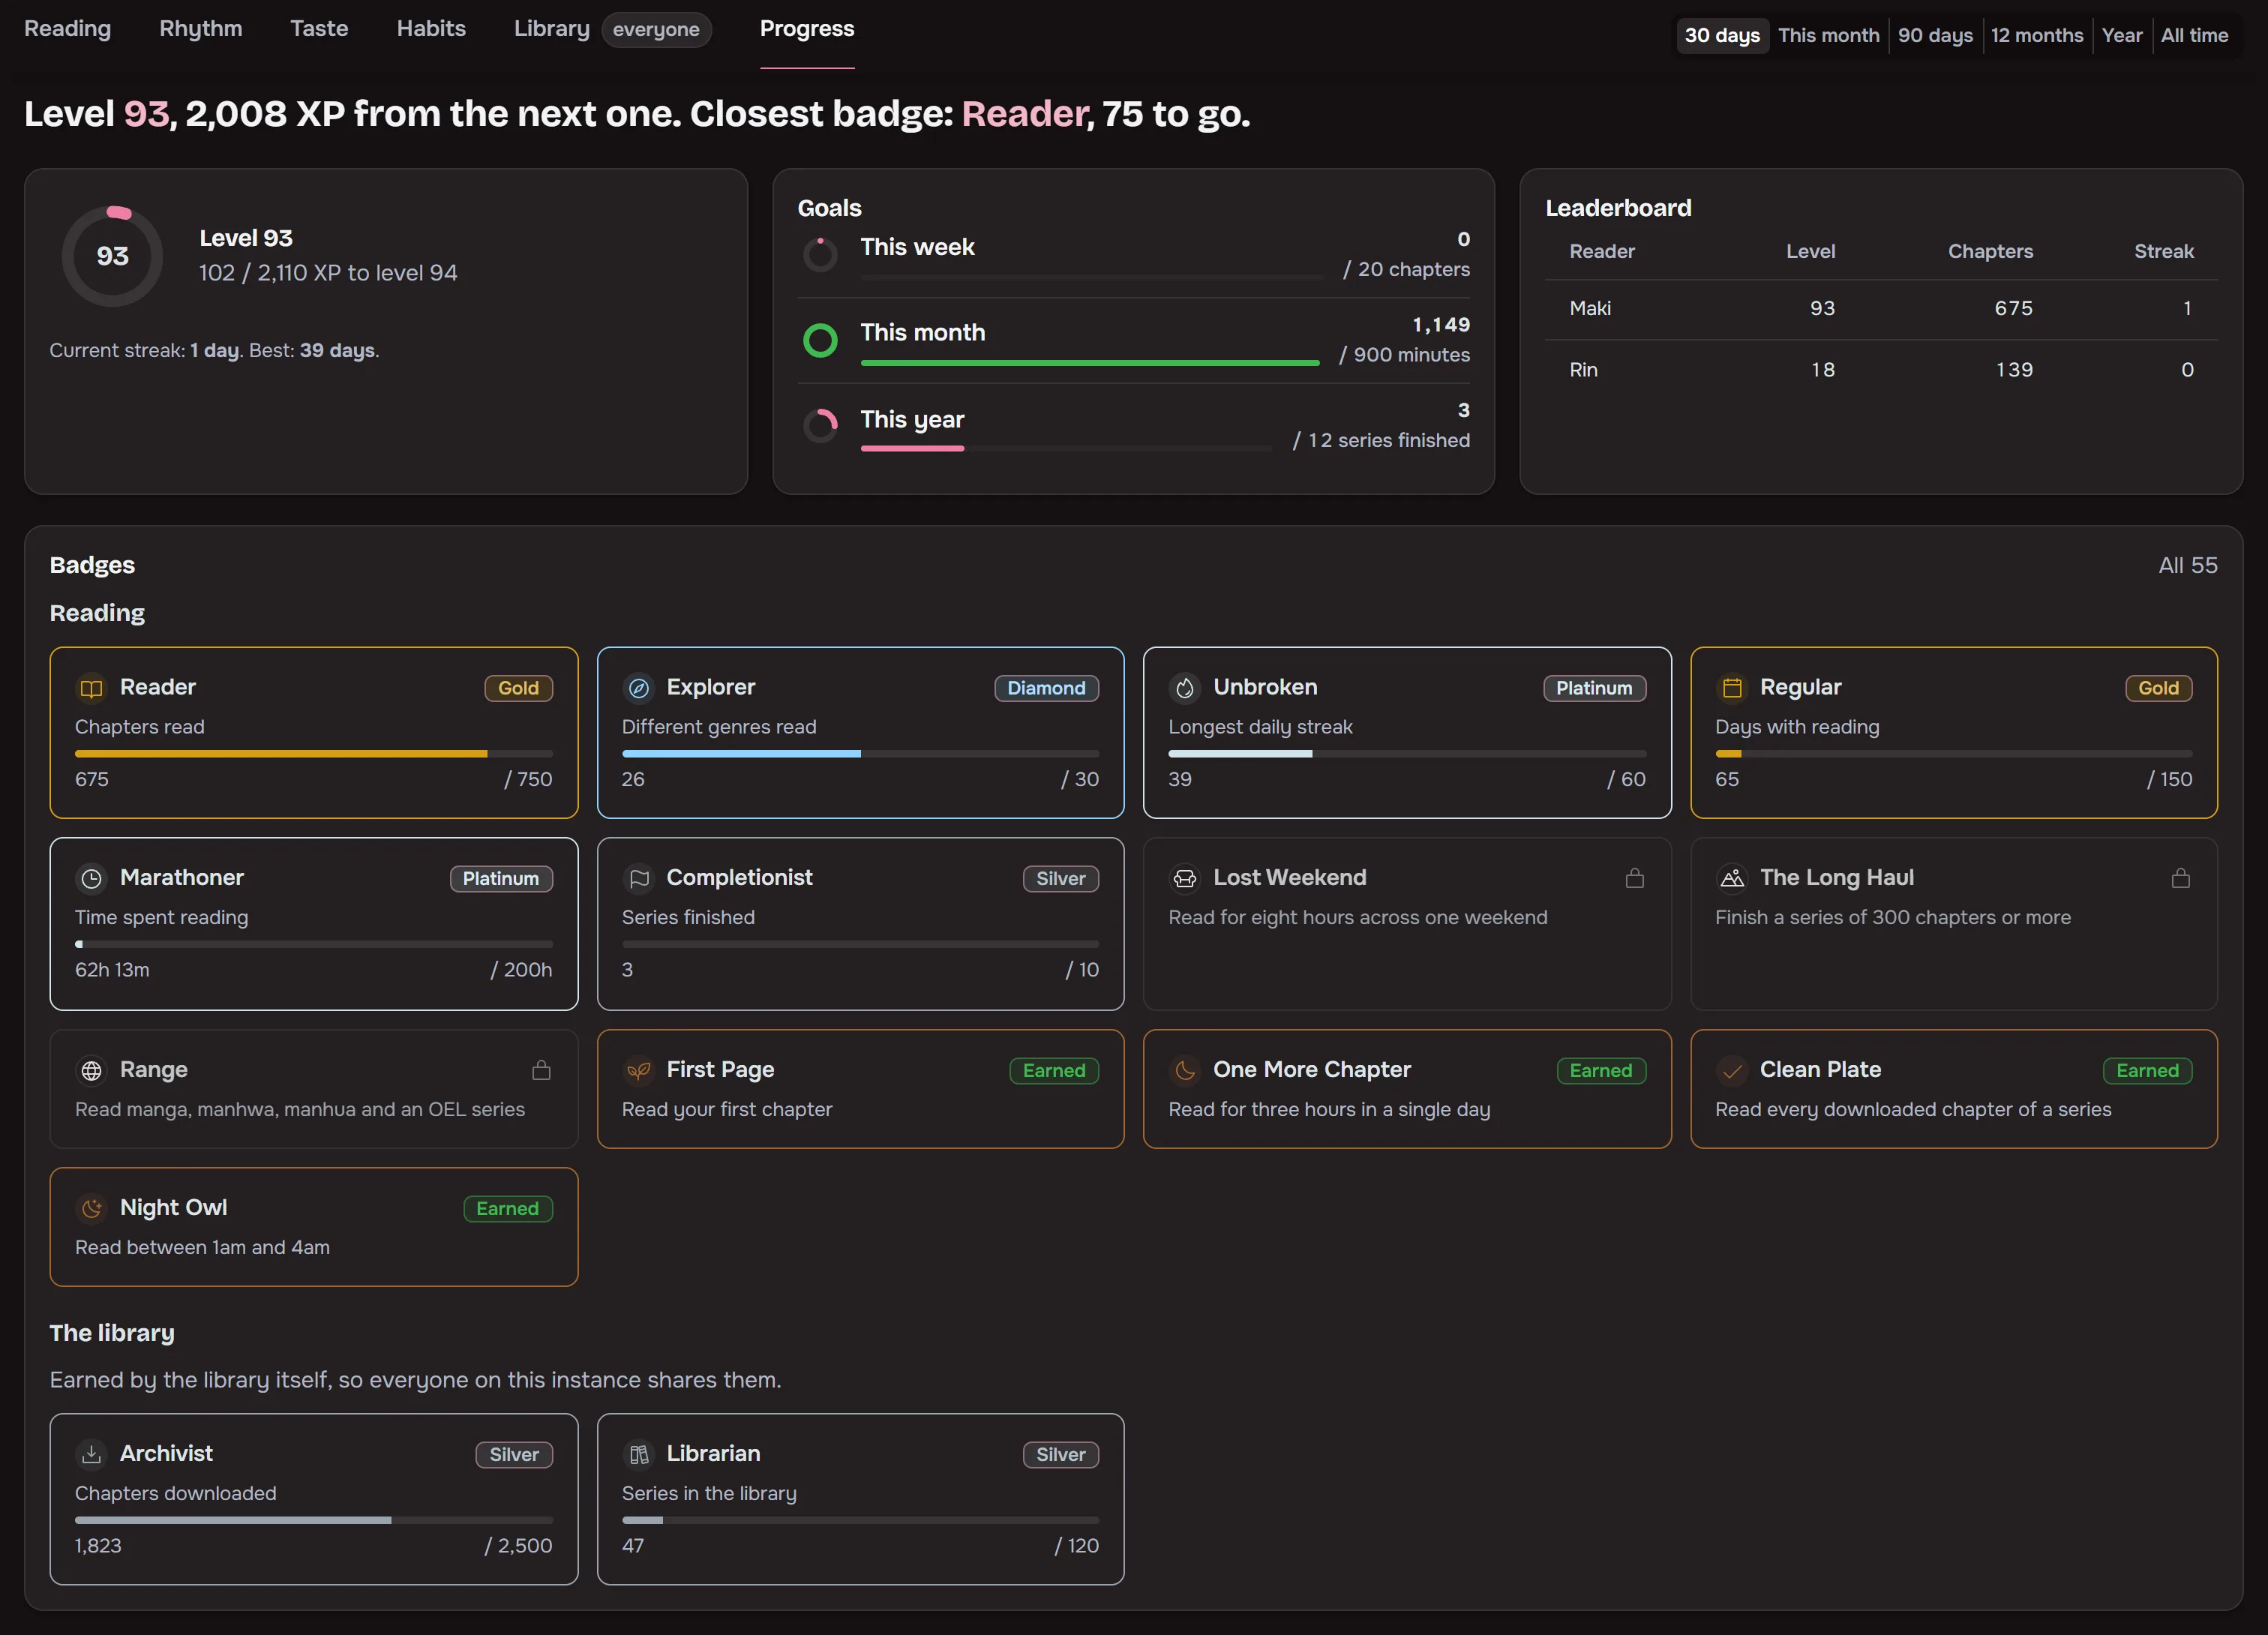 Reading Rhythm Taste Habits Library everyone Progress
30 days This month 90 days 12 months Year All time
Level 93, 2,008 XP from the next one. Closest badge: Reader, 75 to go.
93
Level 93
102 / 2,110 XP to level 94
Current streak: 1 day. Best: 39 days.
Goals
This week
0
/ 20 chapters
This month
1,149
/ 900 minutes
This year
3
/ 12 series finished
Leaderboard
Reader Level Chapters Streak
Maki 93 675 1
Rin 18 139 0
Badges
All 55
Reading
Reader Gold
Chapters read
675 / 750
Explorer Diamond
Different genres read
26 / 30
Unbroken Platinum
Longest daily streak
39 / 60
Regular Gold
Days with reading
65 / 150
Marathoner Platinum
Time spent reading
62h 13m / 200h
Completionist Silver
Series finished
3 / 10
Lost Weekend
Read for eight hours across one weekend
The Long Haul
Finish a series of 300 chapters or more
Range
Read manga, manhwa, manhua and an OEL series
First Page Earned
Read your first chapter
One More Chapter Earned
Read for three hours in a single day
Clean Plate Earned
Read every downloaded chapter of a series
Night Owl Earned
Read between 1am and 4am
The library
Earned by the library itself, so everyone on this instance shares them.
Archivist Silver
Chapters downloaded
1,823 / 2,500
Librarian Silver
Series in the library
47 / 120